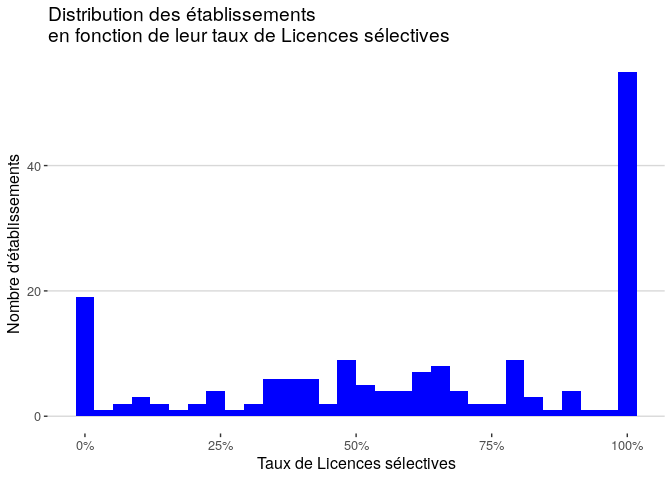 Distribution des établissements
en fonction de leur taux de Licences sélectives
Nombre d'établissements
40
20
0
0%
25%
50%
75%
100%
Taux de Licences sélectives